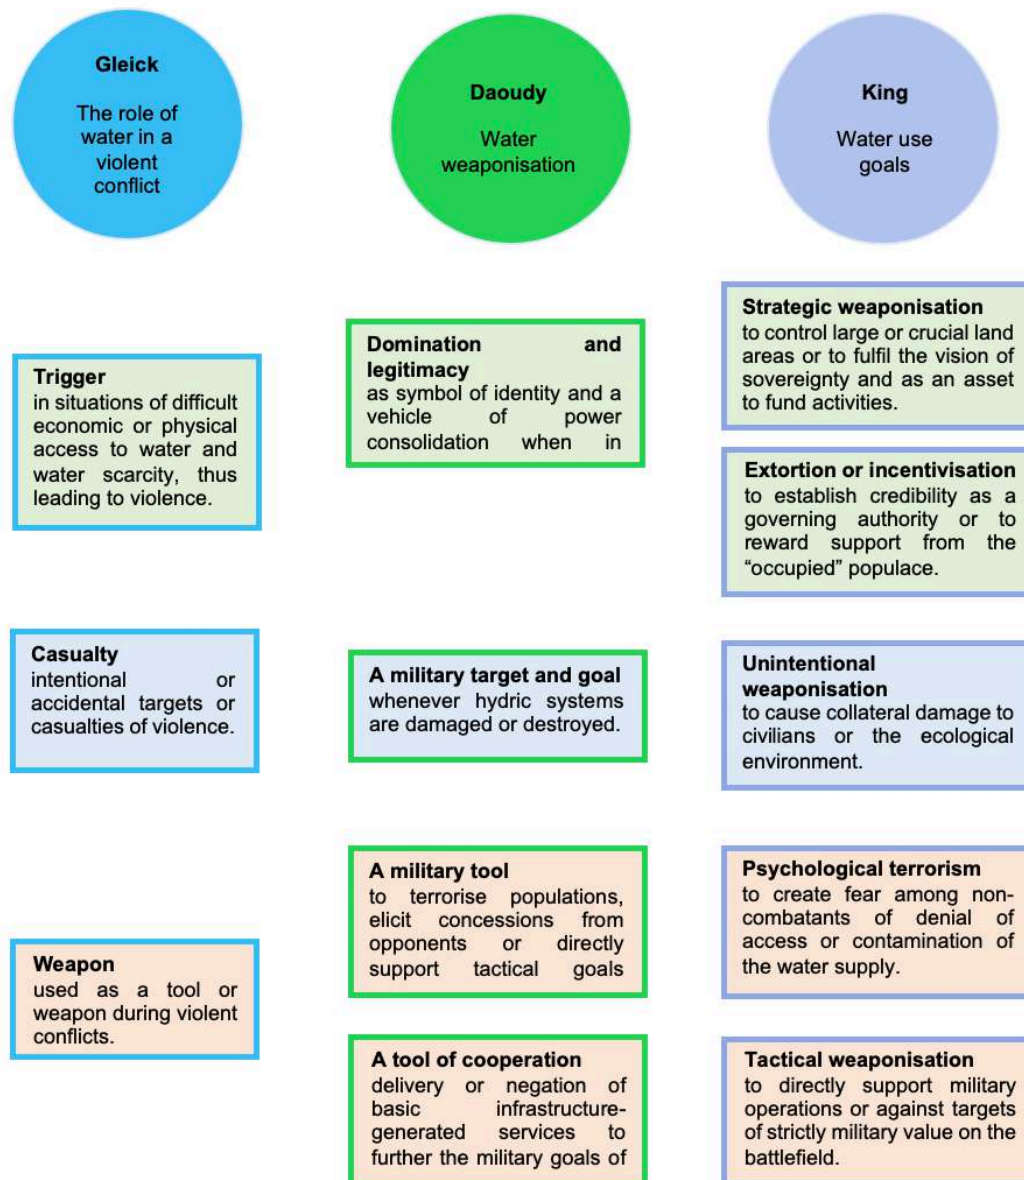 Gleick
The role of
water in a
violent
conflict
Daoudy
Water
weaponisation
King
Water use
goals
Trigger
in situations of difficult
economic or physical
access to water and
water scarcity, thus
leading to violence.
Casualty
intentional or
accidental targets or
casualties of violence.
Weapon
used as a tool or
weapon during violent
conflicts.
Domination and
legitimacy
as symbol of identity and a
vehicle of power
consolidation when in
A military target and goal
whenever hydric systems
are damaged or destroyed.
A military tool
to terrorise populations,
elicit concessions from
opponents or directly
support tactical goals
A tool of cooperation
delivery or negation of
basic infrastructure-
generated services to
further the military goals of
Strategic weaponisation
to control large or crucial land
areas or to fulfil the vision of
sovereignty and as an asset
to fund activities.
Extortion or incentivisation
to establish credibility as a
governing authority or to
reward support from the
“occupied” populace.
Unintentional
weaponisation
to cause collateral damage to
civilians or the ecological
environment.
Psychological terrorism
to create fear among non-
combatants of denial of
access or contamination of
the water supply.
Tactical weaponisation
to directly support military
operations or against targets
of strictly military value on the
battlefield.